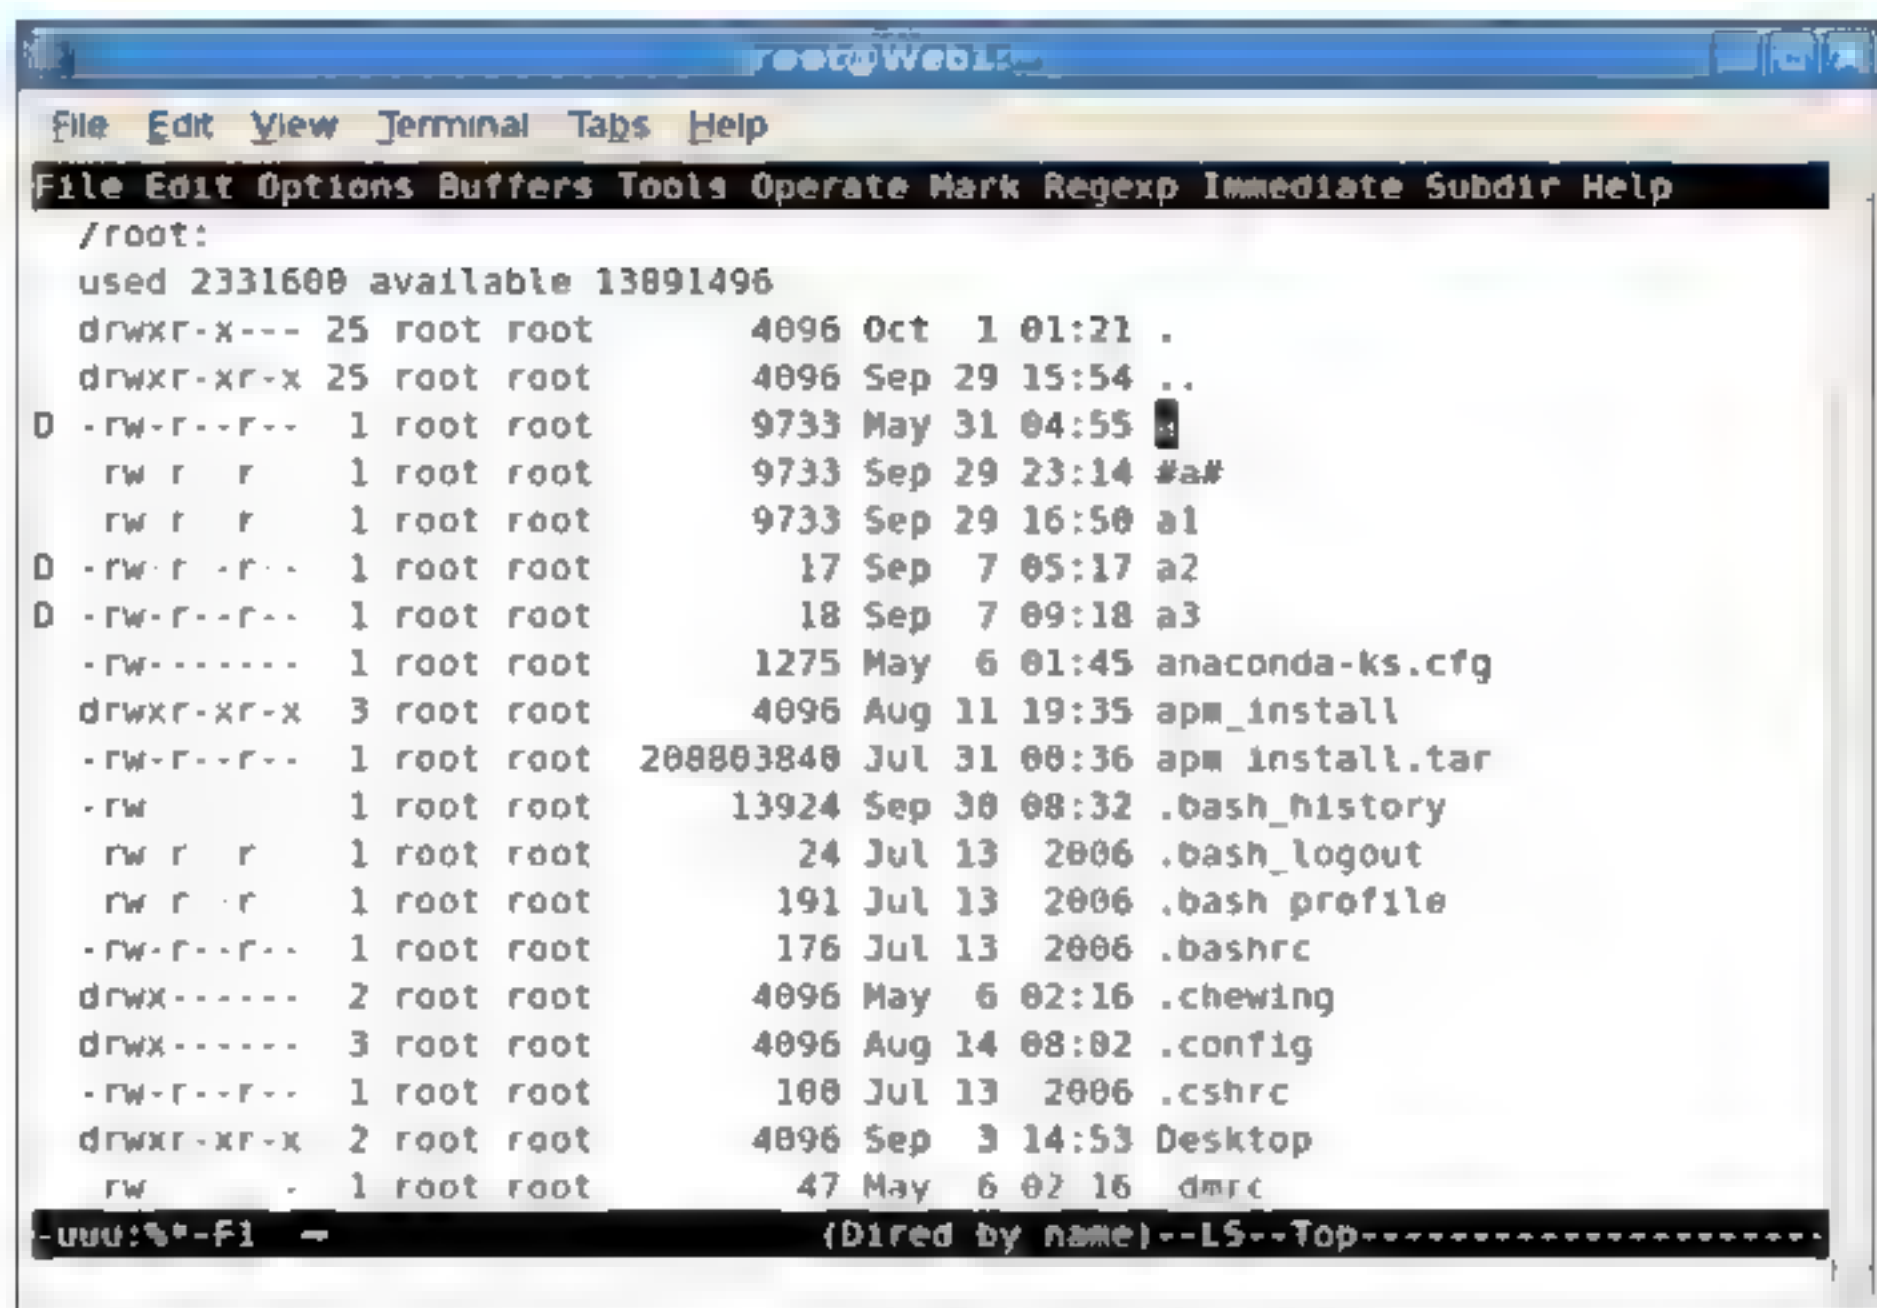 File Edit View Terminal Tabs Help
File Edit Options Buffers Tools Operate Mark Regexp Immediate Subdir Help
/root:
used 2331600 available 13091496
drwxr-x--- 25 root root 4096 Oct 1 01:21 .
drwxr-xr-x 25 root root 4096 Sep 29 15:54 ..
D -rw-r--r-- 1 root root 9733 May 31 04:55
rw r r 1 root root 9733 Sep 29 23:14 #a#
rw r r 1 root root 9733 Sep 29 16:50 a1
D -rw-r--r-- 1 root root 17 Sep 7 05:17 a2
D -rw-r--r-- 1 root root 18 Sep 7 09:18 a3
-rw------- 1 root root 1275 May 6 01:45 anaconda-ks.cfg
drwxr-xr-x 3 root root 4096 Aug 11 19:35 apm_install
-rw-r--r-- 1 root root 208803840 Jul 31 00:36 apm install.tar
-rw 1 root root 13924 Sep 30 08:32 .bash_history
rw r r 1 root root 24 Jul 13 2006 .bash_logout
rw r r 1 root root 191 Jul 13 2006 .bash profile
-rw-r--r-- 1 root root 176 Jul 13 2006 .bashrc
drwx------ 2 root root 4096 May 6 02:16 .chewing
drwx------ 3 root root 4096 Aug 14 08:02 .config
-rw-r--r-- 1 root root 100 Jul 13 2006 .cshrc
drwxr-xr-x 2 root root 4096 Sep 3 14:53 Desktop
rw - 1 root root 47 May 6 02 16 dmrc
-uuu:%*-F1 (Dired by name)--LS--Top---------------------